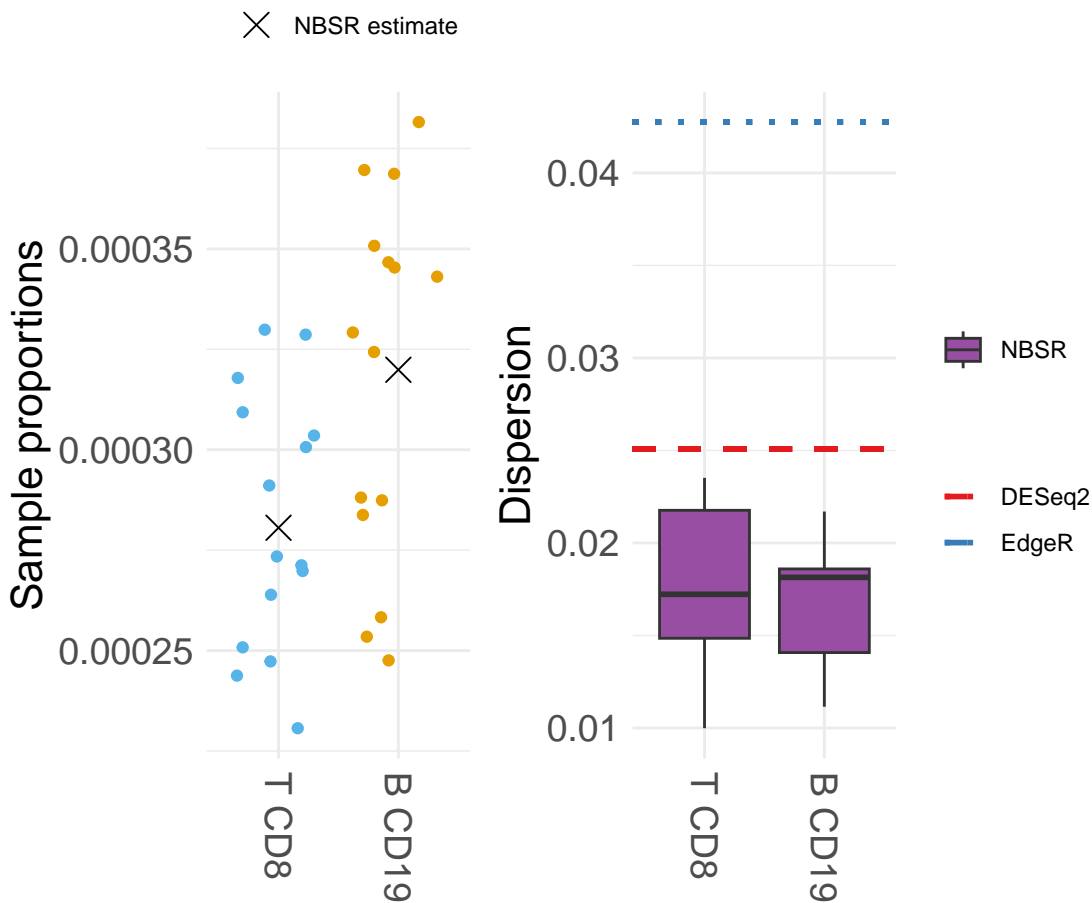 NBSR estimate
Sample proportions
0.00035
0.00030
0.00025
T CD8
B CD19
Dispersion
0.04
0.03
0.02
0.01
T CD8
B CD19
NBSR
DESeq2
EdgeR